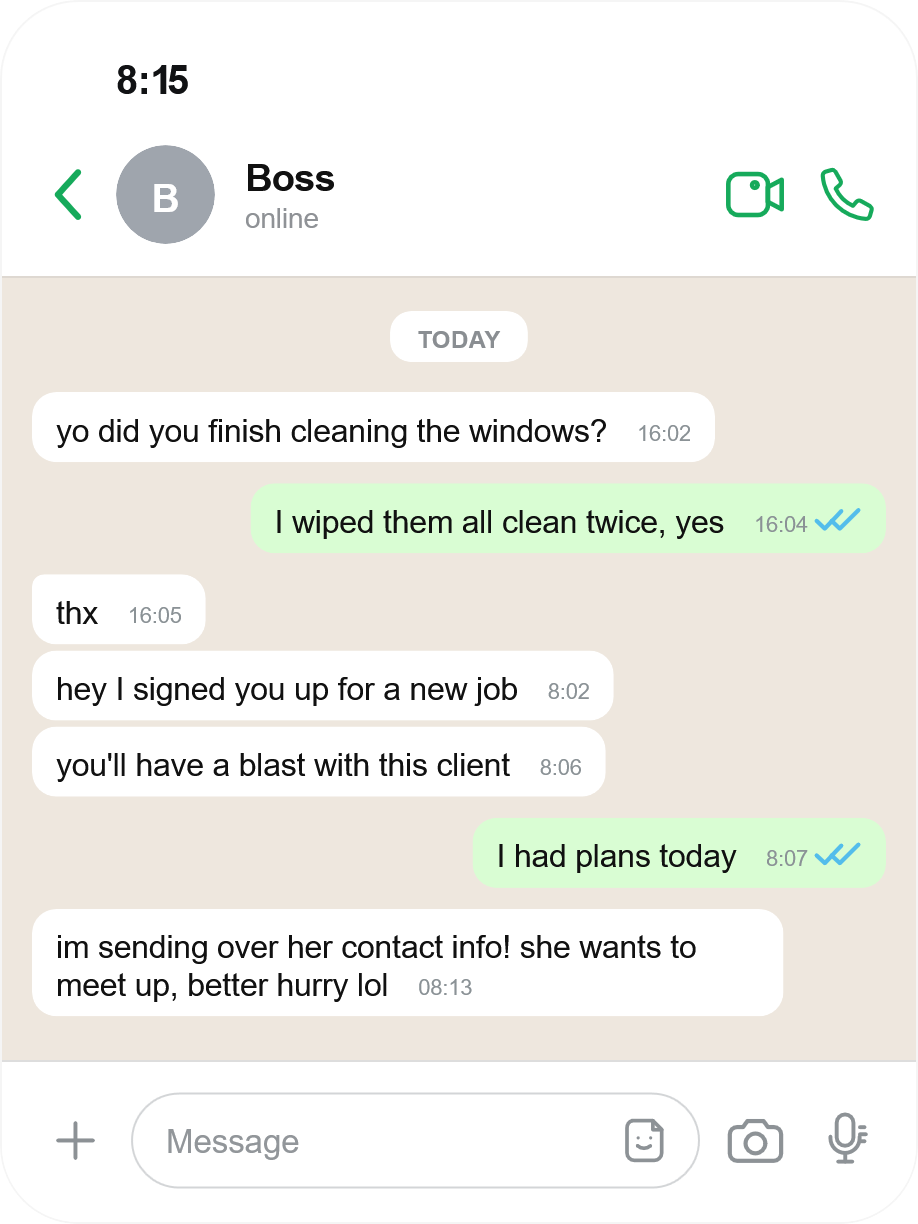 8:15
B
Boss
online
TODAY
yo did you finish cleaning the windows? 16:02
I wiped them all clean twice, yes 16:04
thx 16:05
hey I signed you up for a new job 8:02
you'll have a blast with this client 8:06
I had plans today 8:07
im sending over her contact info! she wants to
meet up, better hurry lol 08:13
Message